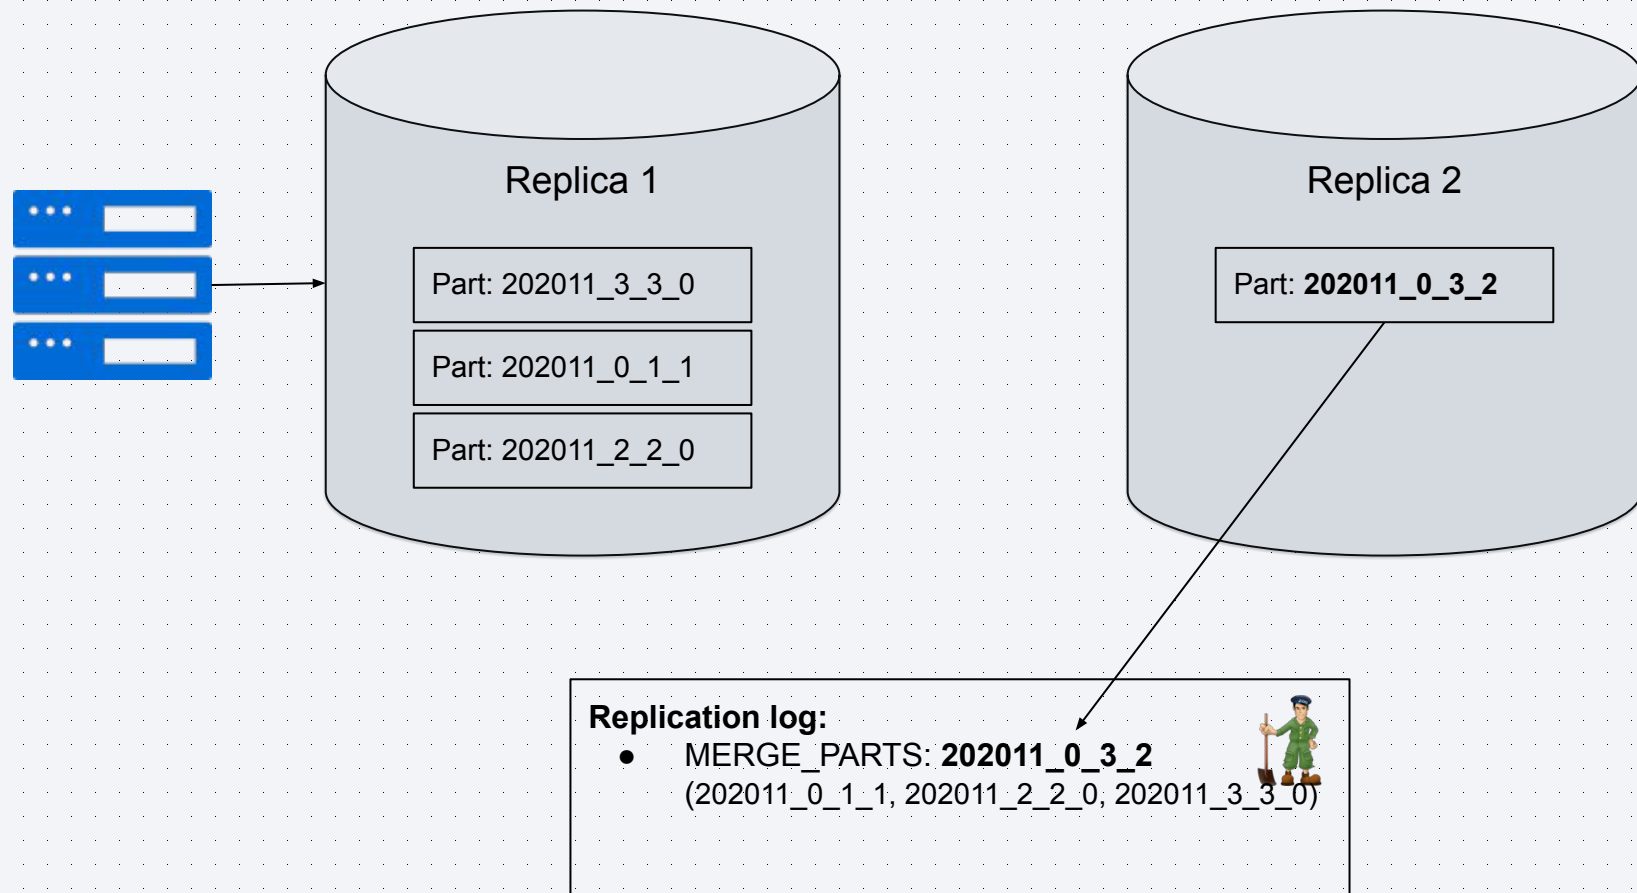 Replica 1
Part: 202011_3_3_0
Part: 202011_0_1_1
Part: 202011_2_2_0
Replica 2
Part: 202011_0_3_2
Replication log:
● MERGE_PARTS: 202011_0_3_2
(202011_0_1_1, 202011_2_2_0, 202011_3_3_0)